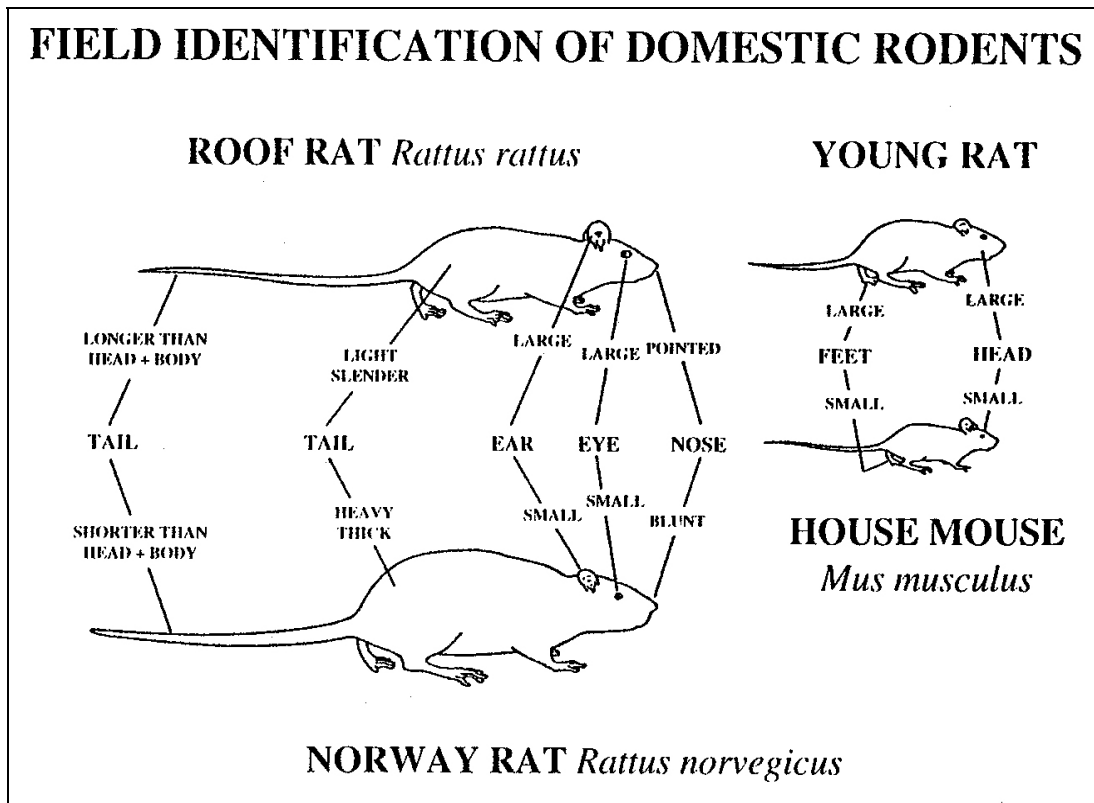 FIELD IDENTIFICATION OF DOMESTIC RODENTS
ROOF RAT Rattus rattus
YOUNG RAT
LONGER THAN
HEAD + BODY
LIGHT
SLENDER
LARGE
LARGE
POINTED
TAIL
TAIL
EAR
EYE
NOSE
SHORTER THAN
HEAD + BODY
HEAVY
THICK
SMALL
SMALL
BLUNT
LARGE
LARGE
FEET
HEAD
SMALL
SMALL
HOUSE MOUSE
Mus musculus
NORWAY RAT Rattus norvegicus